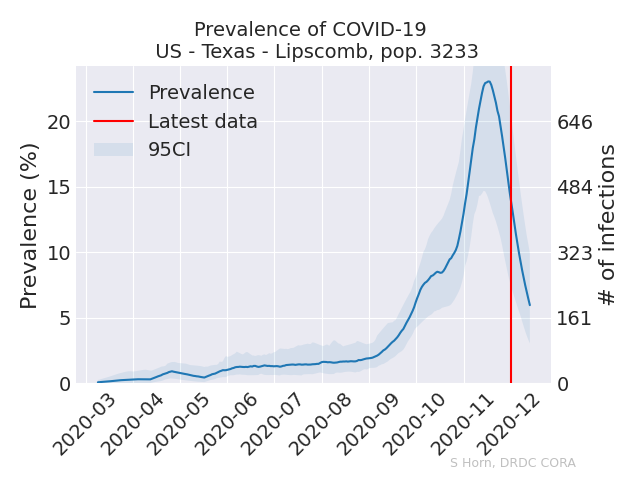 Prevalence of COVID-19
US - Texas - Lipscomb, pop. 3233
Prevalence
Latest data
95CI
Prevalence (%)
20
15
10
5
0
646
484
323
161
0
# of infections
2020-03
2020-04
2020-05
2020-06
2020-07
2020-08
2020-09
2020-10
2020-11
2020-12
S Horn, DRDC CORA